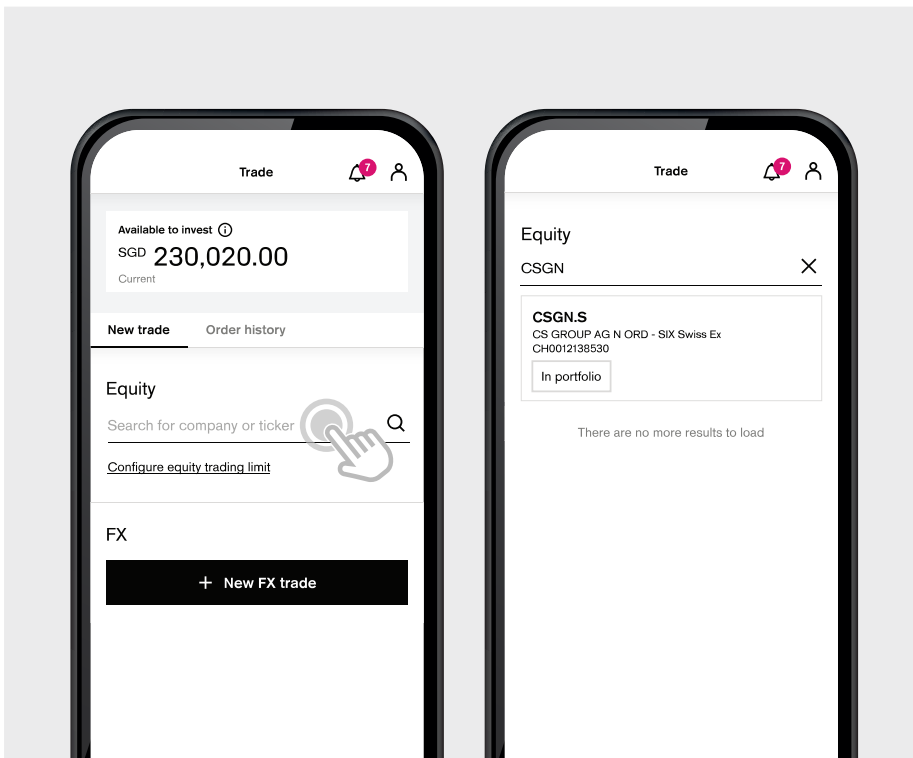 Trade
7
Available to invest
SGD 230,020.00
Current
New trade
Order history
Equity
Search for company or ticker
Configure equity trading limit
FX
+ New FX trade
Trade
7
Equity
CSGN
CSGN.S
CS GROUP AG N ORD - SIX Swiss Ex
CH0012138530
In portfolio
There are no more results to load